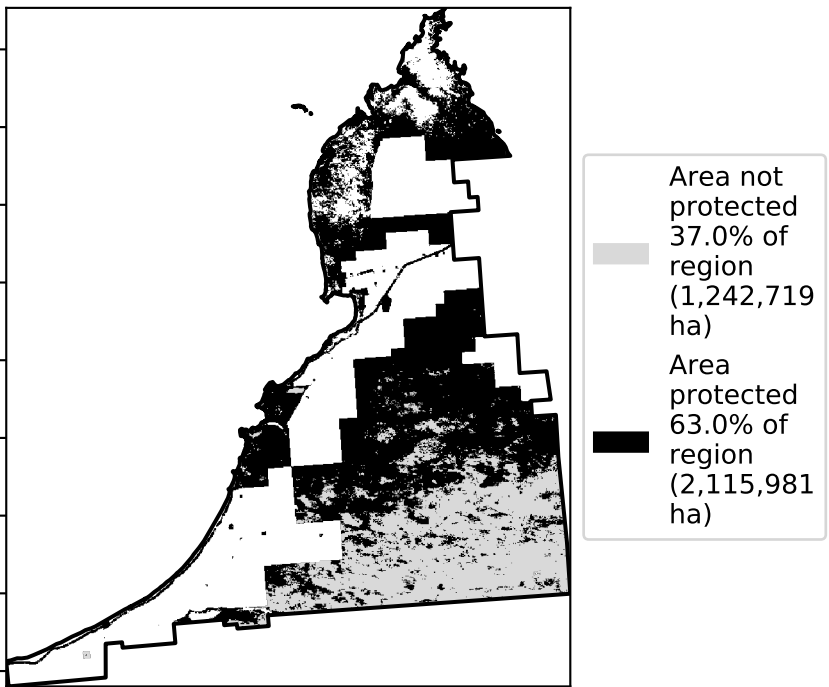 Area not
protected
37.0% of
region
(1,242,719
ha)
Area
protected
63.0% of
region
(2,115,981
ha)